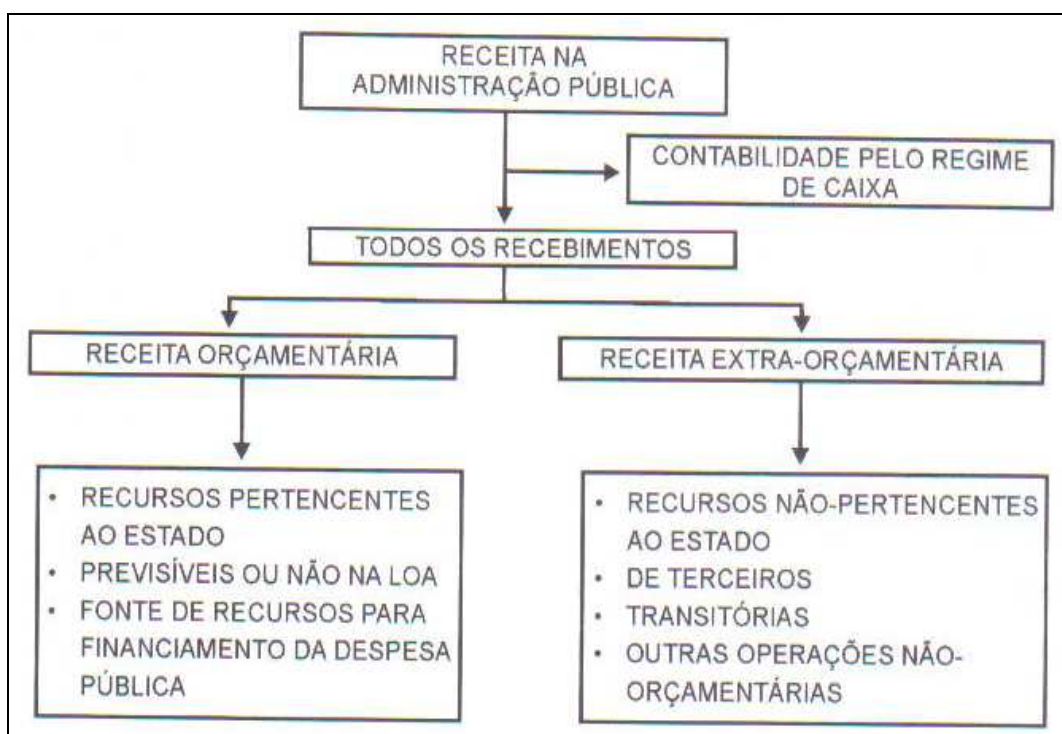 RECEITA NA
ADMINISTRAÇÃO PÚBLICA
CONTABILIDADE PELO REGIME
DE CAIXA
TODOS OS RECEBIMENTOS
RECEITA ORÇAMENTÁRIA
RECEITA EXTRA-ORÇAMENTÁRIA
• RECURSOS PERTENCENTES
AO ESTADO
• PREVISÍVEIS OU NÃO NA LOA
• FONTE DE RECURSOS PARA
FINANCIAMENTO DA DESPESA
PÚBLICA
• RECURSOS NÃO-PERTENCENTES
AO ESTADO
• DE TERCEIROS
• TRANSITÓRIAS
• OUTRAS OPERAÇÕES NÃO-
ORÇAMENTÁRIAS